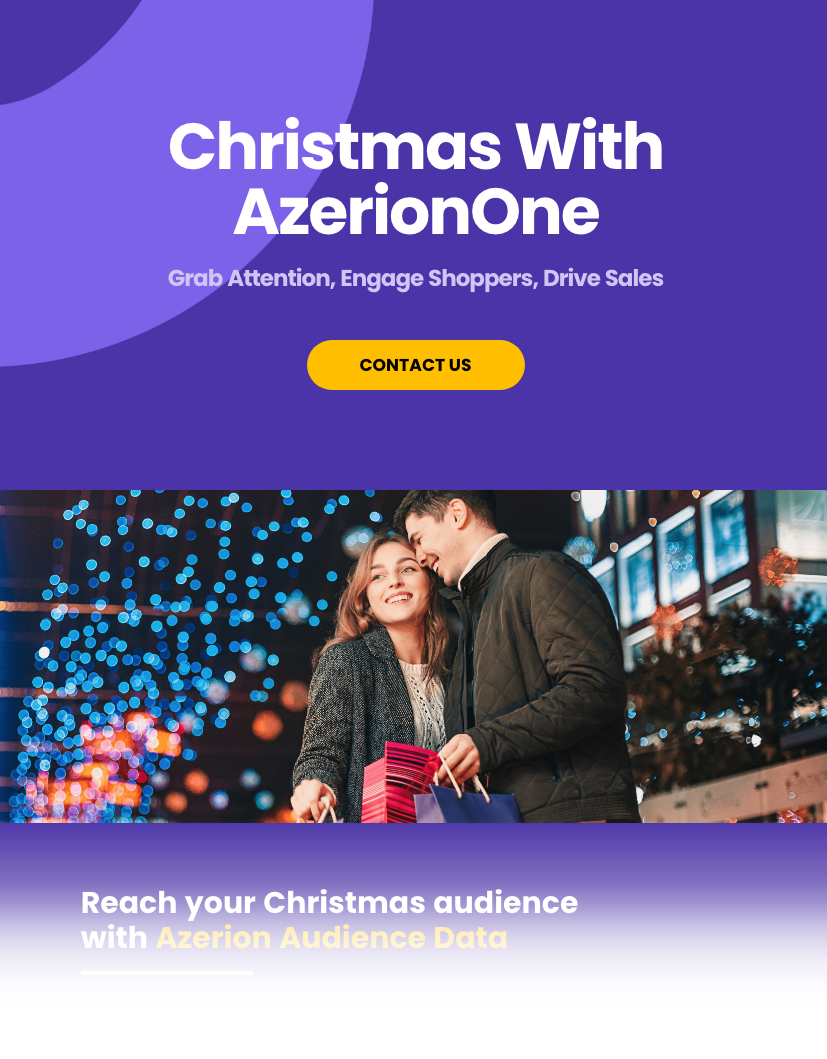 Christmas With
AzerionOne
Grab Attention, Engage Shoppers, Drive Sales
CONTACT US
Reach your Christmas audience
with Azerion Audience Data